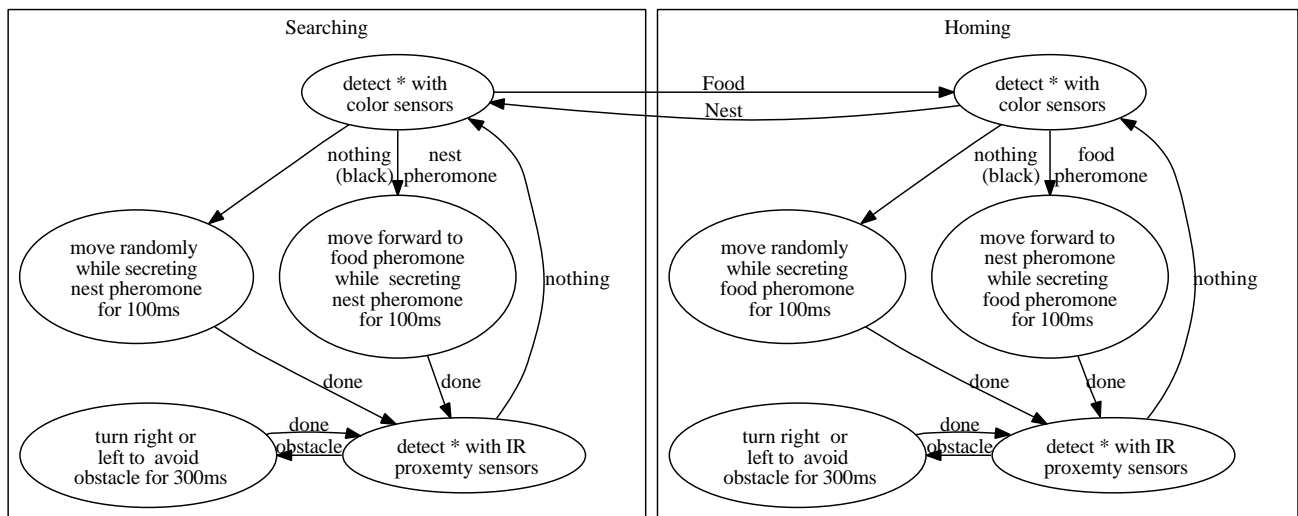 Searching
detect * with
color sensors
Food
Nest
nothing
(black)
nest
pheromone
move randomly
while secreting
nest pheromone
for 100ms
move forward to
food pheromone
while secreting
nest pheromone
for 100ms
nothing
done
done
turn right or
left to avoid
obstacle for 300ms
done
obstacle
detect * with IR
proxemty sensors
Homing
detect * with
color sensors
nothing
(black)
food
pheromone
move randomly
while secreting
food pheromone
for 100ms
move forward to
nest pheromone
while secreting
food pheromone
for 100ms
nothing
done
done
turn right or
left to avoid
obstacle for 300ms
done
obstacle
detect * with IR
proxemty sensors